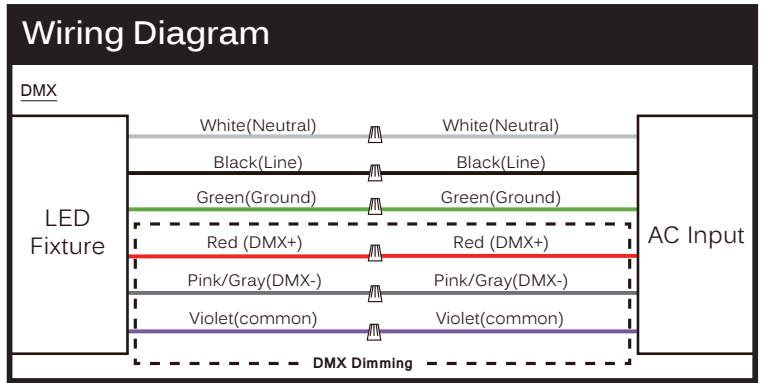 Wiring Diagram
DMX
White(Neutral) White(Neutral)
Black(Line) Black(Line)
Green(Ground) Green(Ground)
LED
Fixture
AC Input
Red (DMX+) Red (DMX+)
Pink/Gray(DMX-) Pink/Gray(DMX-)
Violet(common) Violet(common)
DMX Dimming